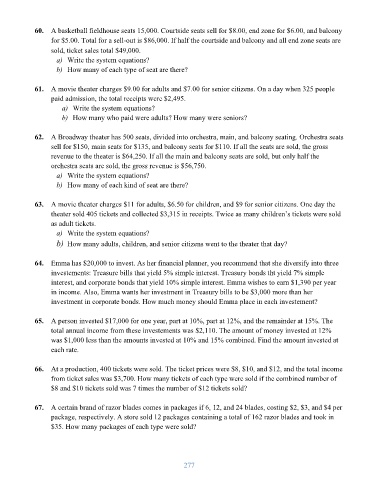 60. A basketball fieldhouse seats 15,000. Courtside seats sell for $8.00, end zone for $6.00, and balcony
for $5.00. Total for a sell-out is $86,000. If half the courtside and balcony and all end zone seats are
sold, ticket sales total $49,000.
a) Write the system equations?
b) How many of each type of seat are there?
61. A movie theater charges $9.00 for adults and $7.00 for senior citizens. On a day when 325 people
paid admission, the total receipts were $2,495.
a) Write the system equations?
b) How many who paid were adults? How many were seniors?
62. A Broadway theater has 500 seats, divided into orchestra, main, and balcony seating. Orchestra seats
sell for $150, main seats for $135, and balcony seats for $110. If all the seats are sold, the gross
revenue to the theater is $64,250. If all the main and balcony seats are sold, but only half the
orchestra seats are sold, the gross revenue is $56,750.
a) Write the system equations?
b) How many of each kind of seat are there?
63. A movie theater charges $11 for adults, $6.50 for children, and $9 for senior citizens. One day the
theater sold 405 tickets and collected $3,315 in receipts. Twice as many children's tickets were sold
as adult tickets.
a) Write the system equations?
b) How many adults, children, and senior citizens went to the theater that day?
64. Emma has $20,000 to invest. As her financial planner, you recommend that she diversify into three
investements: Treasure bills that yield 5% simple interest. Treasury bonds tht yield 7% simple
interest, and corporate bonds that yield 10% simple interest. Emma wishes to earn $1,390 per year
in income. Also, Emma wants her investment in Treasury bills to be $3,000 more than her
investment in corporate bonds. How much money should Emma place in each investement?
65. A person invested $17,000 for one year, part at 10%, part at 12%, and the remainder at 15%. The
total annual income from these investements was $2,110. The amount of money invested at 12%
was $1,000 less than the amounts invested at 10% and 15% combined. Find the amount invested at
each rate.
66. At a production, 400 tickets were sold. The ticket prices were $8, $10, and $12, and the total income
from ticket sales was $3,700. How many tickets of each type were sold if the combined number of
$8 and $10 tickets sold was 7 times the number of $12 tickets sold?
67. A certain brand of razor blades comes in packages if 6, 12, and 24 blades, costing $2, $3, and $4 per
package, respectively. A store sold 12 packages containing a total of 162 razor blades and took in
$35. How many packages of each type were sold?
277